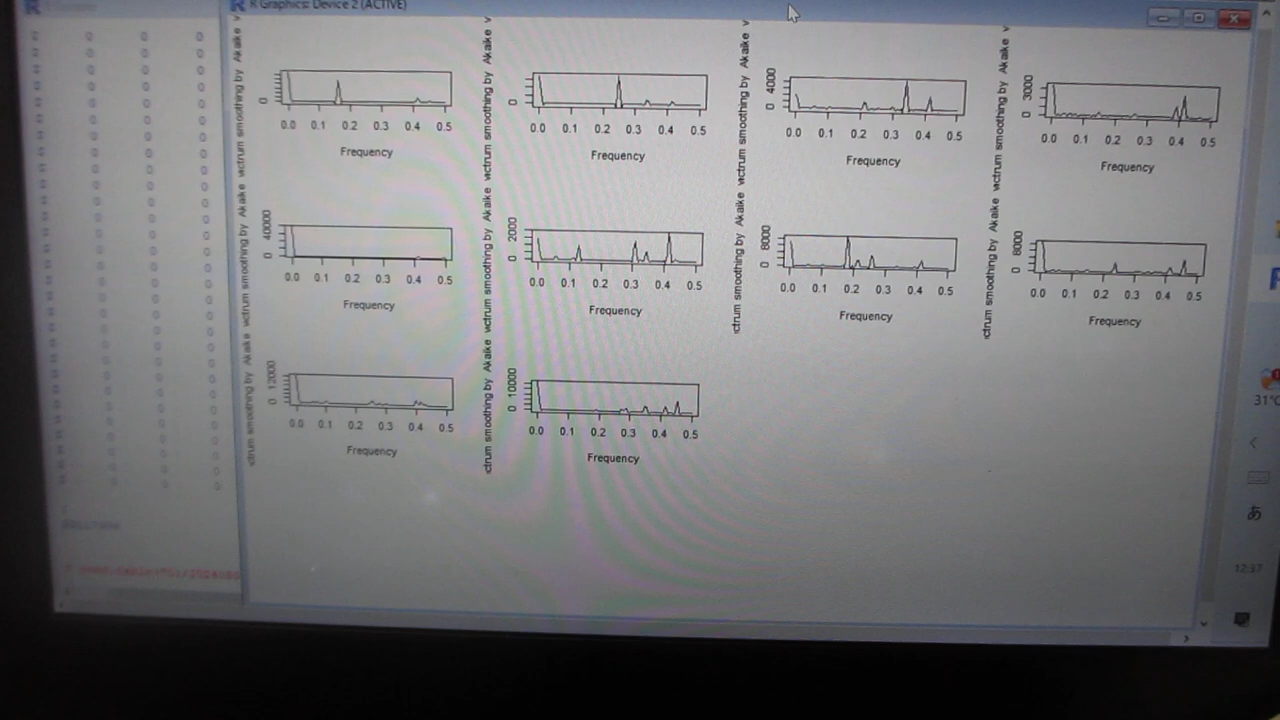 R Graphics: Device 2 (ACTIVE)
ctrum smoothing by Akaike v
ctrum smoothing by Akaike v
ctrum smoothing by Akaike v
ctrum smoothing by Akaike v
0
0.0 0.1 0.2 0.3 0.4 0.5
Frequency
0
0.0 0.1 0.2 0.3 0.4 0.5
Frequency
0 4000
0.0 0.1 0.2 0.3 0.4 0.5
Frequency
0 3000
0.0 0.1 0.2 0.3 0.4 0.5
Frequency
ctrum smoothing by Akaike v
ctrum smoothing by Akaike v
ctrum smoothing by Akaike v
ctrum smoothing by Akaike v
0 40000
0.0 0.1 0.2 0.3 0.4 0.5
Frequency
0 2000
0.0 0.1 0.2 0.3 0.4 0.5
Frequency
0 8000
0.0 0.1 0.2 0.3 0.4 0.5
Frequency
0 8000
0.0 0.1 0.2 0.3 0.4 0.5
Frequency
ctrum smoothing by Akaike v
ctrum smoothing by Akaike v
0 12000
0.0 0.1 0.2 0.3 0.4 0.5
Frequency
0 10000
0.0 0.1 0.2 0.3 0.4 0.5
Frequency
31°C
あ
12:37